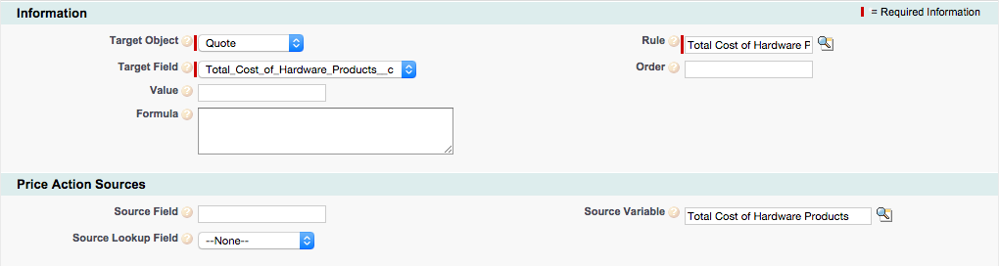 Information
= Required Information
Target Object ? Quote
Rule ? Total Cost of Hardware F
Target Field ? Total_Cost_of_Hardware_Products__c
Order ?
Value ?
Formula ?
Price Action Sources
Source Field ?
Source Variable ? Total Cost of Hardware Products
Source Lookup Field ? --None--